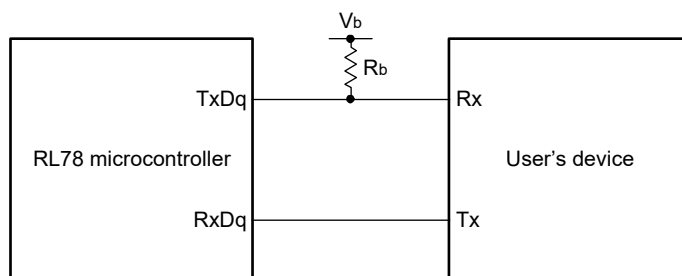 Vb
Rb
TxDq
Rx
RL78 microcontroller
User's device
RxDq
Tx